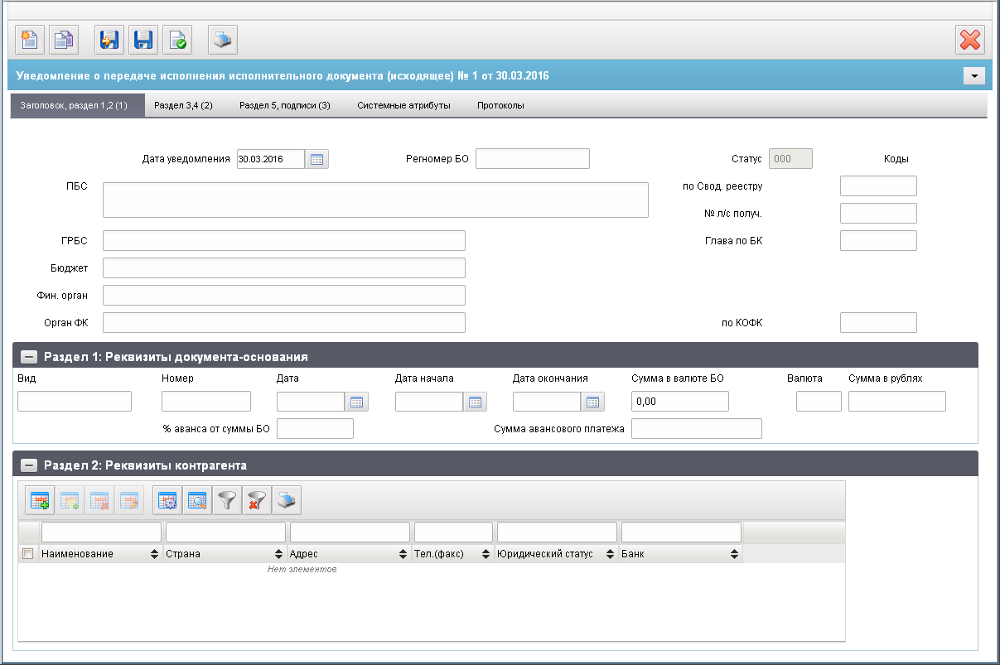 Уведомление о передаче исполнения исполнительного документа (исходящее) № 1 от 30.03.2016
Заголовок, раздел 1,2 (1) Раздел 3,4 (2) Раздел 5, подписи (3) Системные атрибуты Протоколы
Дата уведомления 30.03.2016 Регномер БО Статус 000 Коды
ПБС по Свод. реестру
№ л/с получ.
ГРБС Глава по БК
Бюджет
Фин. орган
Орган ФК по КОФК
Раздел 1: Реквизиты документа-основания
Вид Номер Дата Дата начала Дата окончания Сумма в валюте БО Валюта Сумма в рублях
0,00
% аванса от суммы БО Сумма авансового платежа
Раздел 2: Реквизиты контрагента
Наименование Страна Адрес Тел.(факс) Юридический статус Банк
Нет элементов